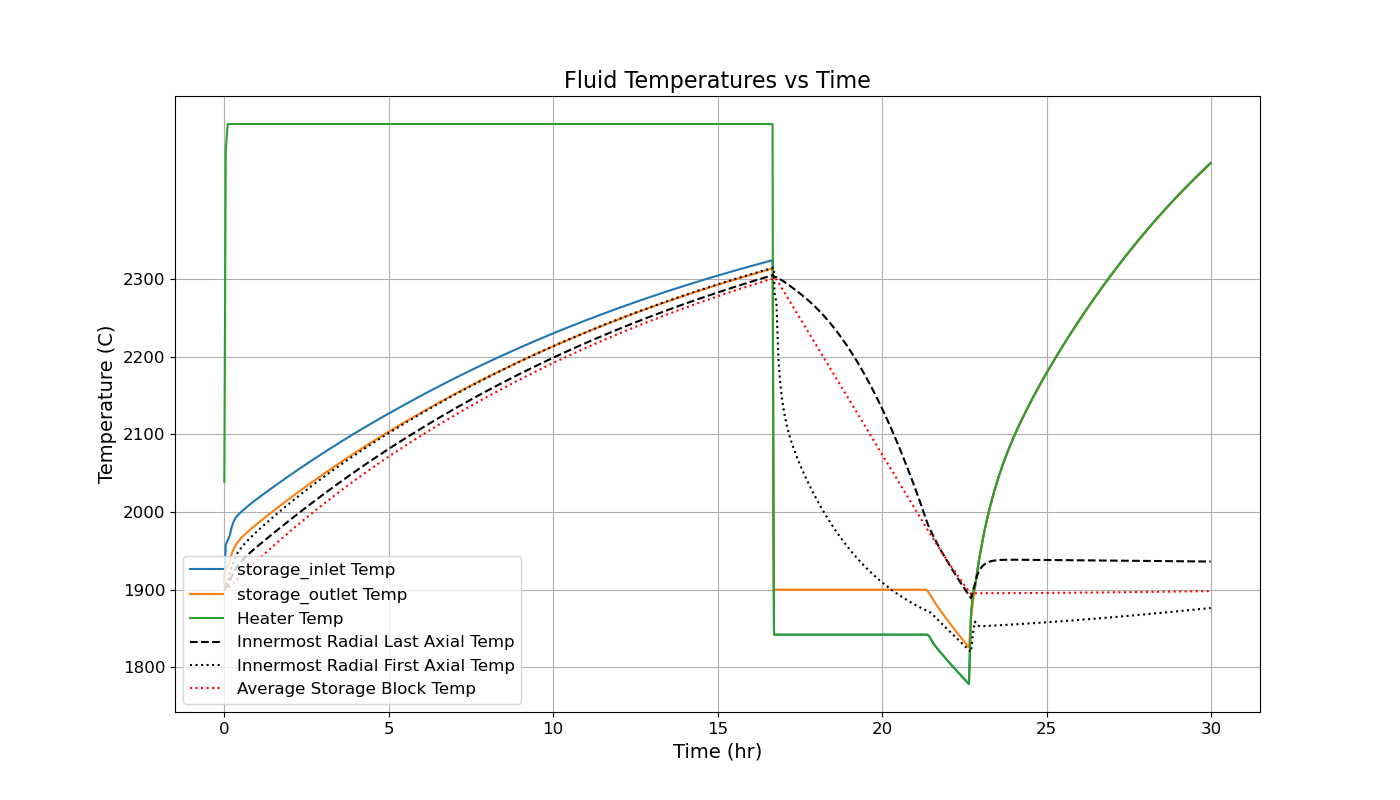 Fluid Temperatures vs Time
Temperature (C)
2300
2200
2100
2000
1900
1800
storage_inlet Temp
storage_outlet Temp
Heater Temp
Innermost Radial Last Axial Temp
Innermost Radial First Axial Temp
Average Storage Block Temp
0 5 10 15 20 25 30
Time (hr)